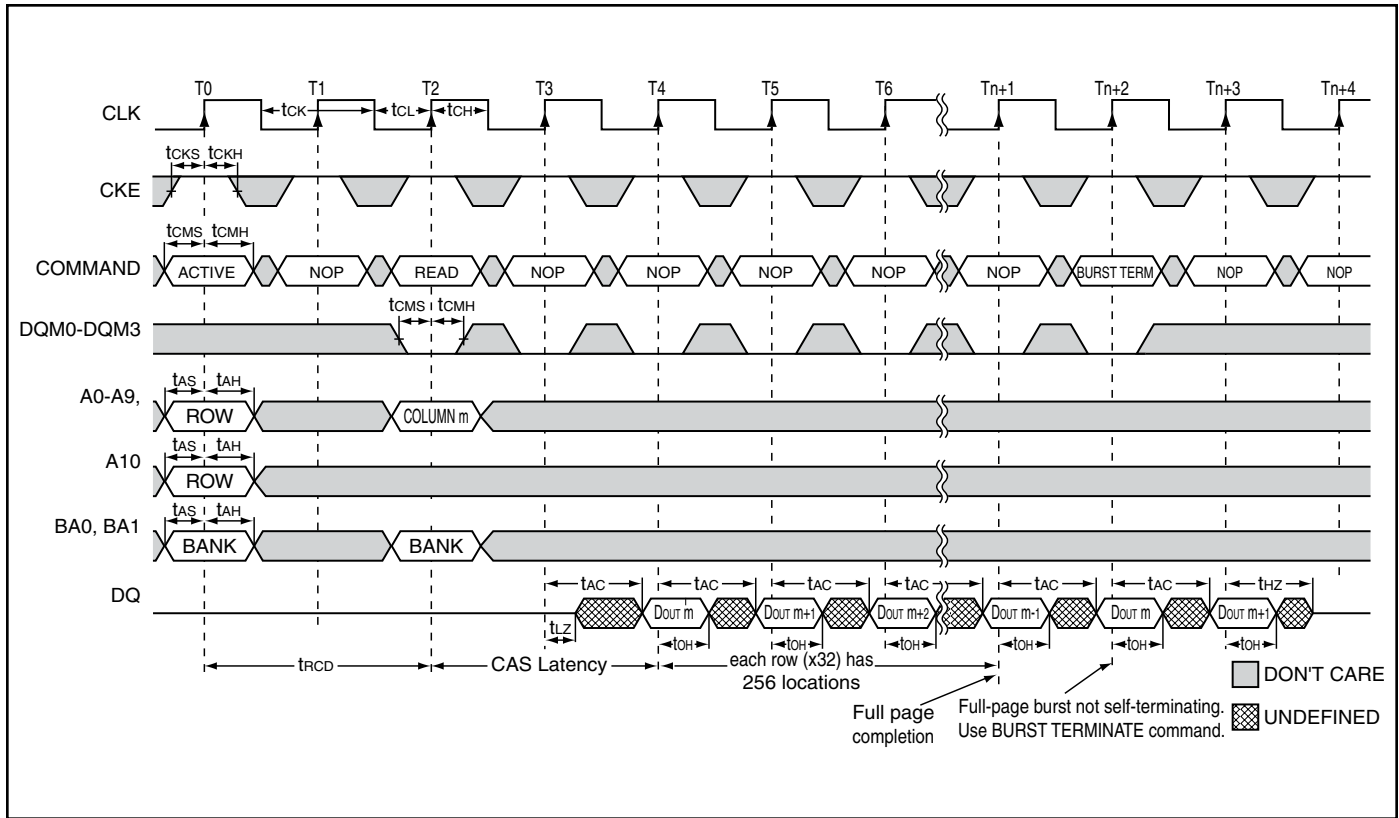 T0 T1 T2 T3 T4 T5 T6 Tn+1 Tn+2 Tn+3 Tn+4
CLK tCK tCL tCH
tCKS tCKH
CKE
tCMS tCMH
COMMAND ACTIVE NOP READ NOP NOP NOP NOP NOP BURST TERM NOP NOP
tCMS tCMH
DQM0-DQM3
tAS tAH
A0-A9, ROW COLUMN m
tAS tAH
A10 ROW
tAS tAH
BA0, BA1 BANK BANK
tAC tAC tAC tAC tAC tAC tHZ
DQ DOUT m DOUT m+1 DOUT m+2 DOUT m-1 DOUT m DOUT m+1
tLZ tOH tOH tOH tOH tOH tOH
tRCD CAS Latency each row (x32) has
256 locations
DON'T CARE
UNDEFINED
Full page
completion
Full-page burst not self-terminating.
Use BURST TERMINATE command.